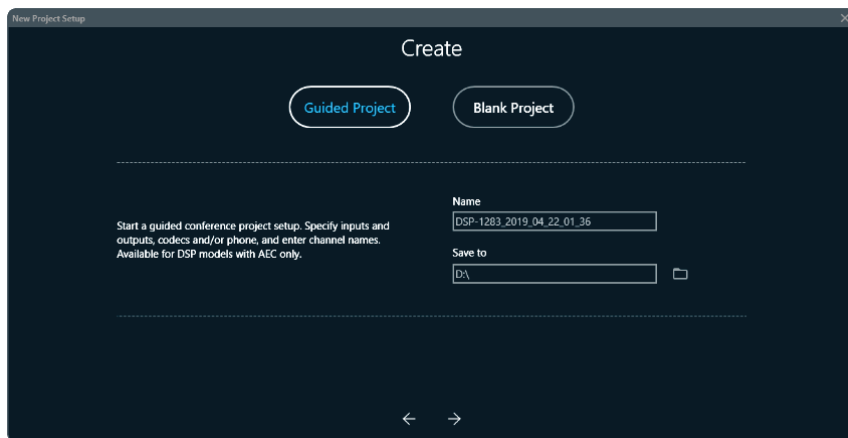 New Project Setup
Create
Guided Project
Blank Project
Start a guided conference project setup. Specify inputs and
outputs, codecs and/or phone, and enter channel names.
Available for DSP models with AEC only.
Name
DSP-1283_2019_04_22_01_36
Save to
D:\